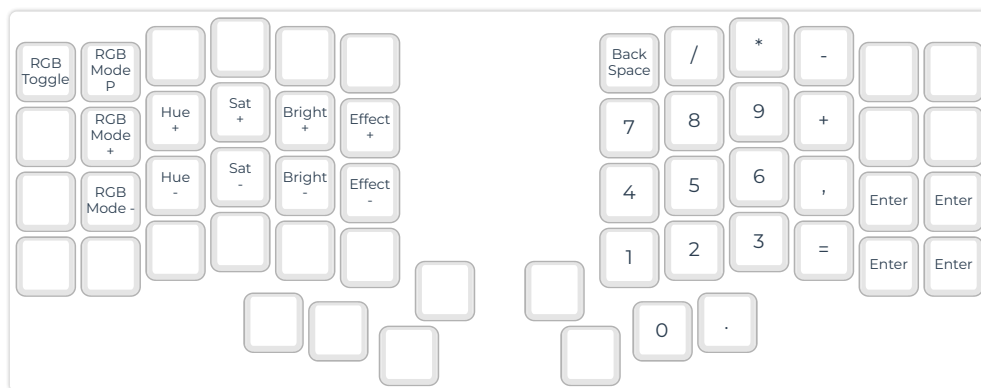 RGB
Toggle
RGB
Mode
P
Back
Space
/
*
-
RGB
Mode
+
Hue
+
Sat
+
Bright
+
Effect
+
7
8
9
+
RGB
Mode -
Hue
-
Sat
-
Bright
-
Effect
-
4
5
6
,
Enter
Enter
1
2
3
=
Enter
Enter
0
.